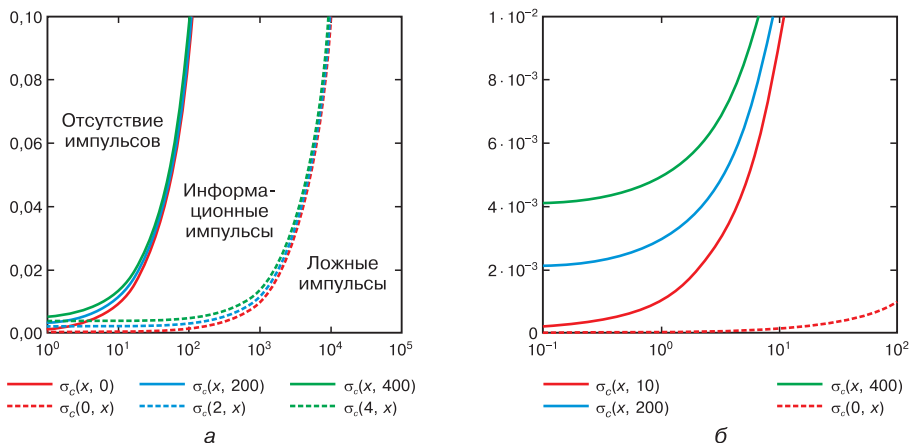 0,10
0,08
0,06
0,04
0,02
0,00
Отсутствие
импульсов
Информа-
ционные
импульсы
Ложные
импульсы
10⁰ 10¹ 10² 10³ 10⁴ 10⁵
σc(x, 0) σc(x, 200) σc(x, 400)
σc(0, x) σc(2, x) σc(4, x)
а
1 · 10⁻²
8 · 10⁻³
6 · 10⁻³
4 · 10⁻³
2 · 10⁻³
0
10⁻¹ 10⁰ 10¹ 10²
σc(x, 10) σc(x, 400)
σc(x, 200) σc(0, x)
б